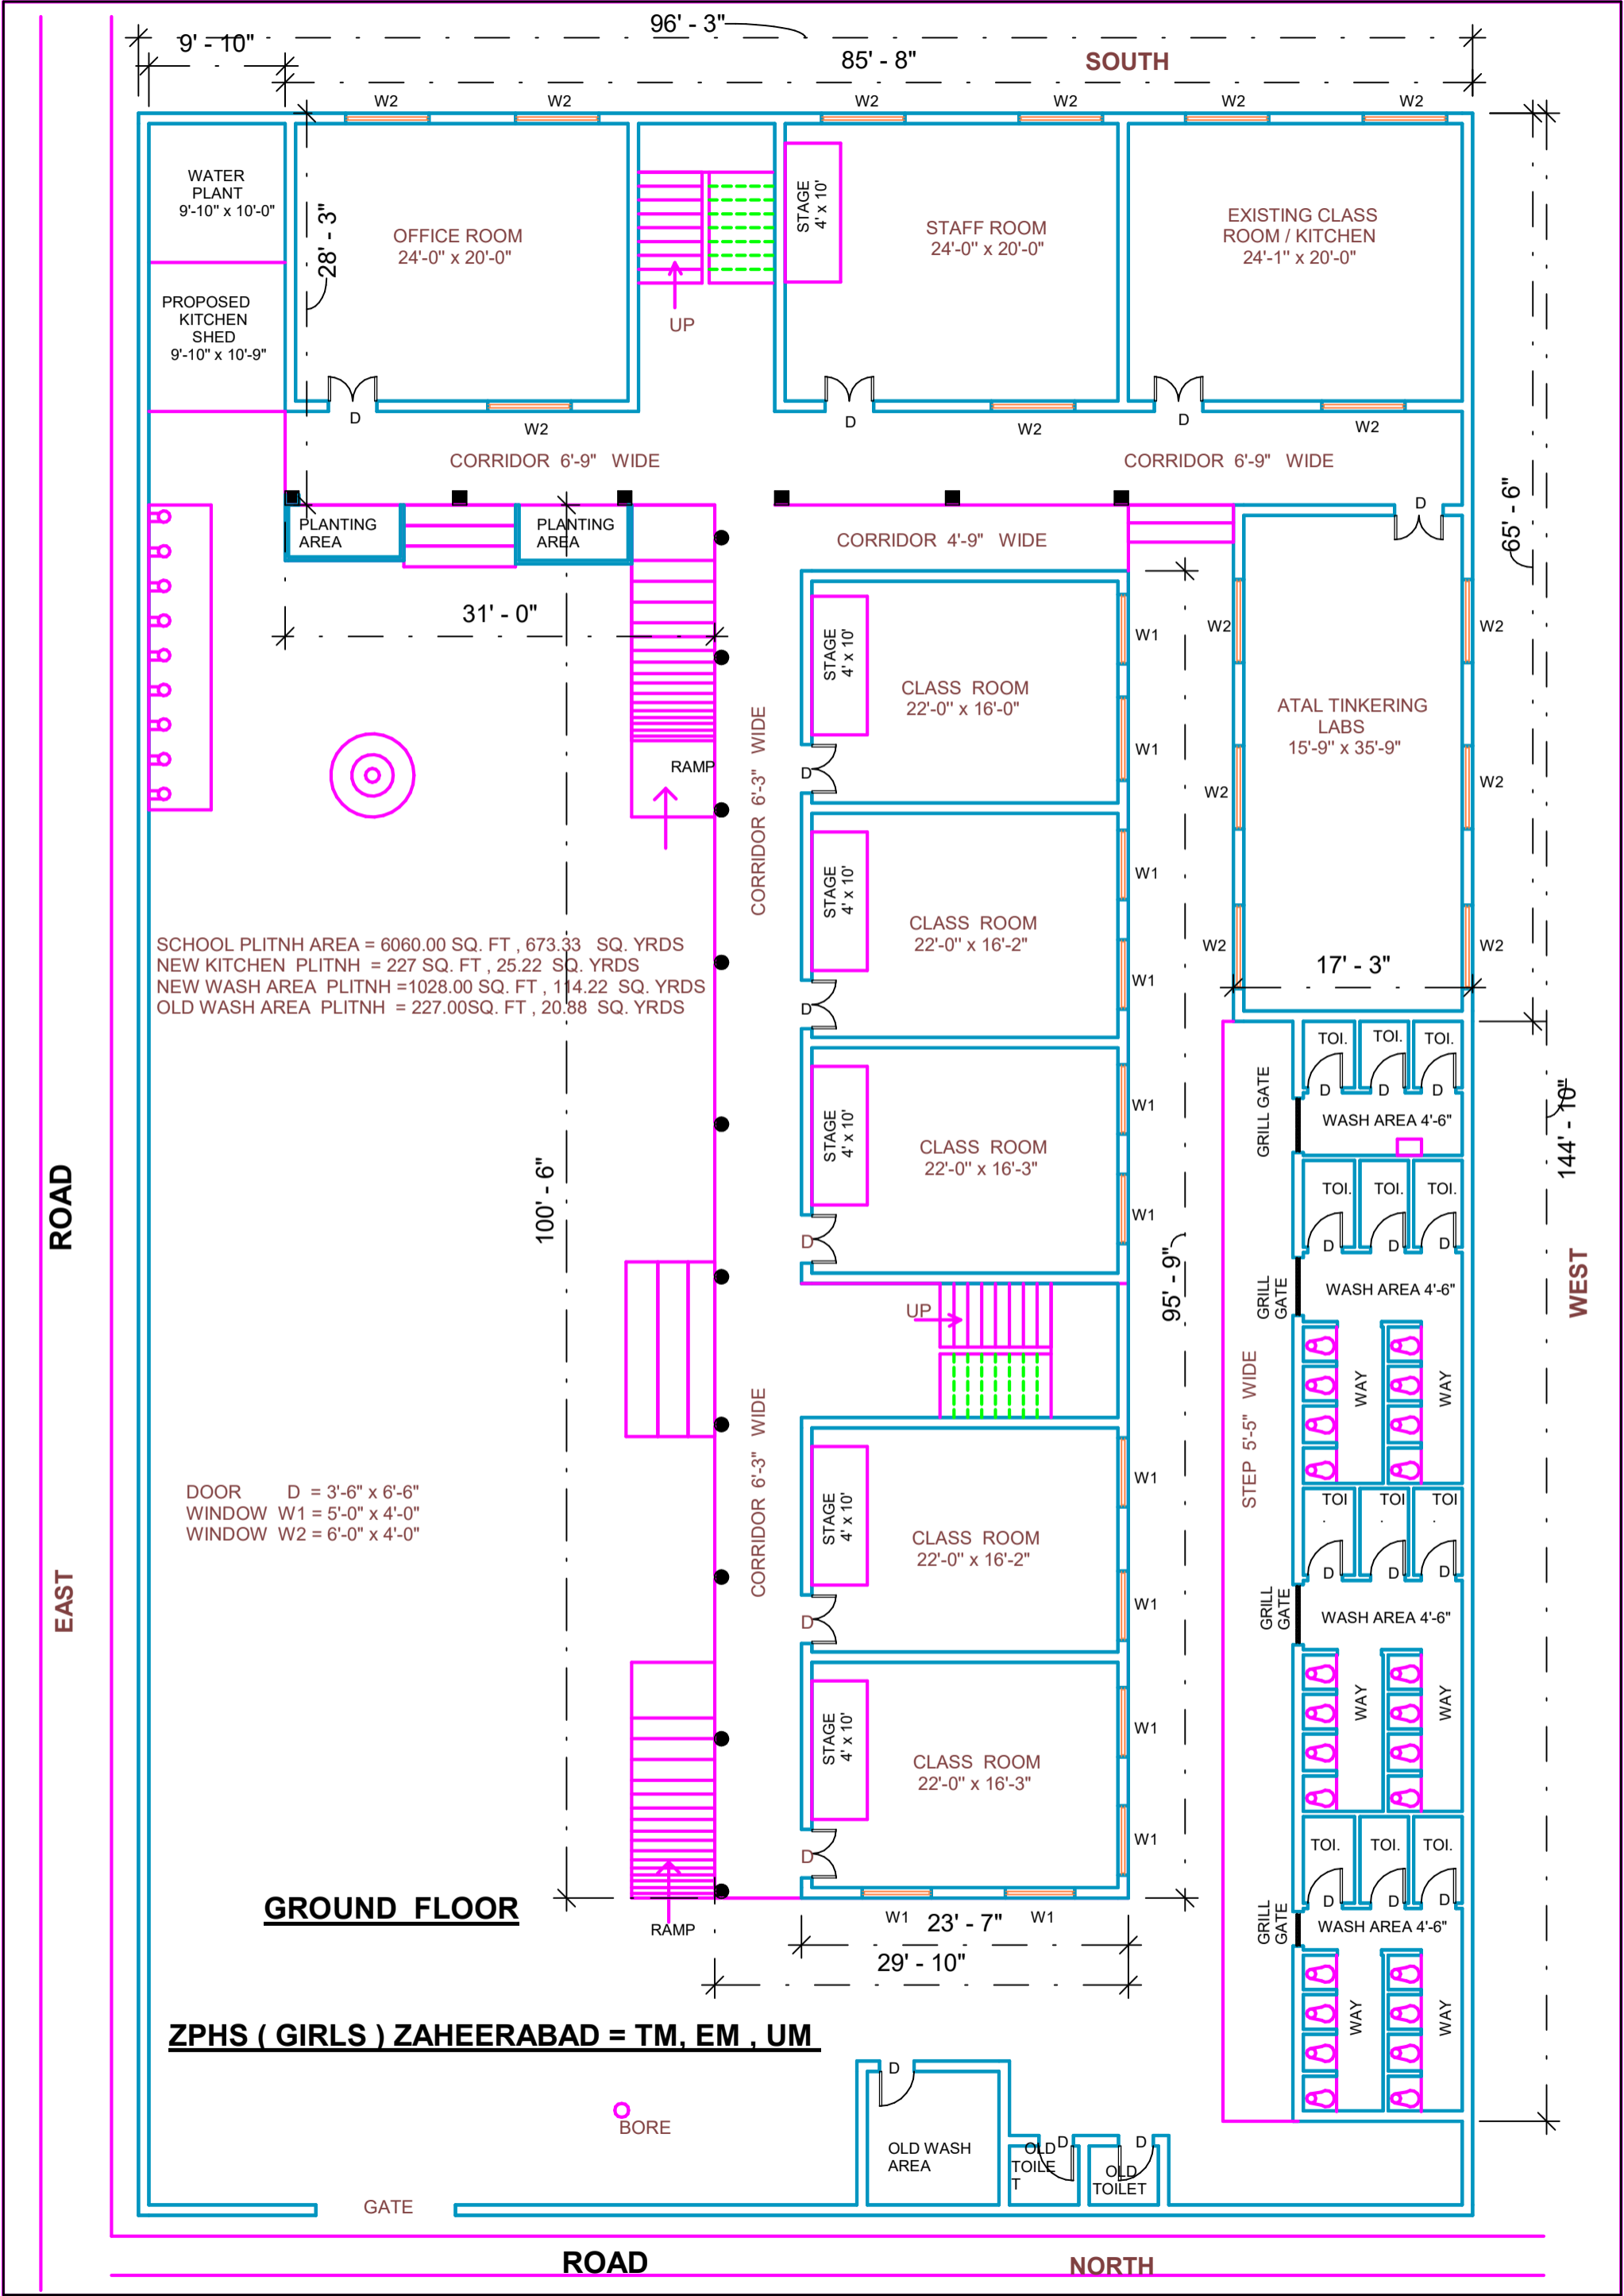 96' - 3"
9' - 10"
85' - 8"
SOUTH
W2
W2
W2
W2
W2
W2
WATER
PLANT
9'-10" x 10'-0"
28' - 3"
OFFICE ROOM
24'-0" x 20'-0"
STAGE
4' x 10'
STAFF ROOM
24'-0" x 20'-0"
EXISTING CLASS
ROOM / KITCHEN
24'-1" x 20'-0"
PROPOSED
KITCHEN
SHED
9'-10" x 10'-9"
UP
D
W2
D
W2
D
W2
CORRIDOR 6'-9" WIDE
CORRIDOR 6'-9" WIDE
PLANTING
AREA
PLANTING
AREA
CORRIDOR 4'-9" WIDE
D
65' - 6"
31' - 0"
STAGE
4' x 10'
CLASS ROOM
22'-0" x 16'-0"
W1
W1
D
W2
W2
ATAL TINKERING
LABS
15'-9" x 35'-9"
W2
W2
W2
W2
17' - 3"
RAMP
CORRIDOR 6'-3" WIDE
STAGE
4' x 10'
CLASS ROOM
22'-0" x 16'-2"
W1
W1
D
SCHOOL PLITNH AREA = 6060.00 SQ. FT , 673.33 SQ. YRDS
NEW KITCHEN PLITNH = 227 SQ. FT , 25.22 SQ. YRDS
NEW WASH AREA PLITNH =1028.00 SQ. FT , 114.22 SQ. YRDS
OLD WASH AREA PLITNH = 227.00SQ. FT , 20.88 SQ. YRDS
STAGE
4' x 10'
CLASS ROOM
22'-0" x 16'-3"
W1
W1
D
TOI.
TOI.
TOI.
D
D
D
GRILL GATE
WASH AREA 4'-6"
144' - 10"
ROAD
100' - 6"
95' - 9"
TOI.
TOI.
TOI.
D
D
D
GRILL
GATE
WASH AREA 4'-6"
WEST
UP
WAY
WAY
STEP 5'-5" WIDE
CORRIDOR 6'-3" WIDE
DOOR D = 3'-6" x 6'-6"
WINDOW W1 = 5'-0" x 4'-0"
WINDOW W2 = 6'-0" x 4'-0"
STAGE
4' x 10'
CLASS ROOM
22'-0" x 16'-2"
W1
W1
D
TOI
.
TOI
.
TOI
.
D
D
D
GRILL
GATE
WASH AREA 4'-6"
EAST
WAY
WAY
STAGE
4' x 10'
CLASS ROOM
22'-0" x 16'-3"
W1
W1
D
TOI.
TOI.
TOI.
D
D
D
GRILL
GATE
WASH AREA 4'-6"
GROUND FLOOR
RAMP
W1
23' - 7"
W1
29' - 10"
WAY
WAY
ZPHS ( GIRLS ) ZAHEERABAD = TM, EM , UM
BORE
D
OLD WASH
AREA
OLD
TOILE
T
D
OLD
TOILET
D
GATE
ROAD
NORTH